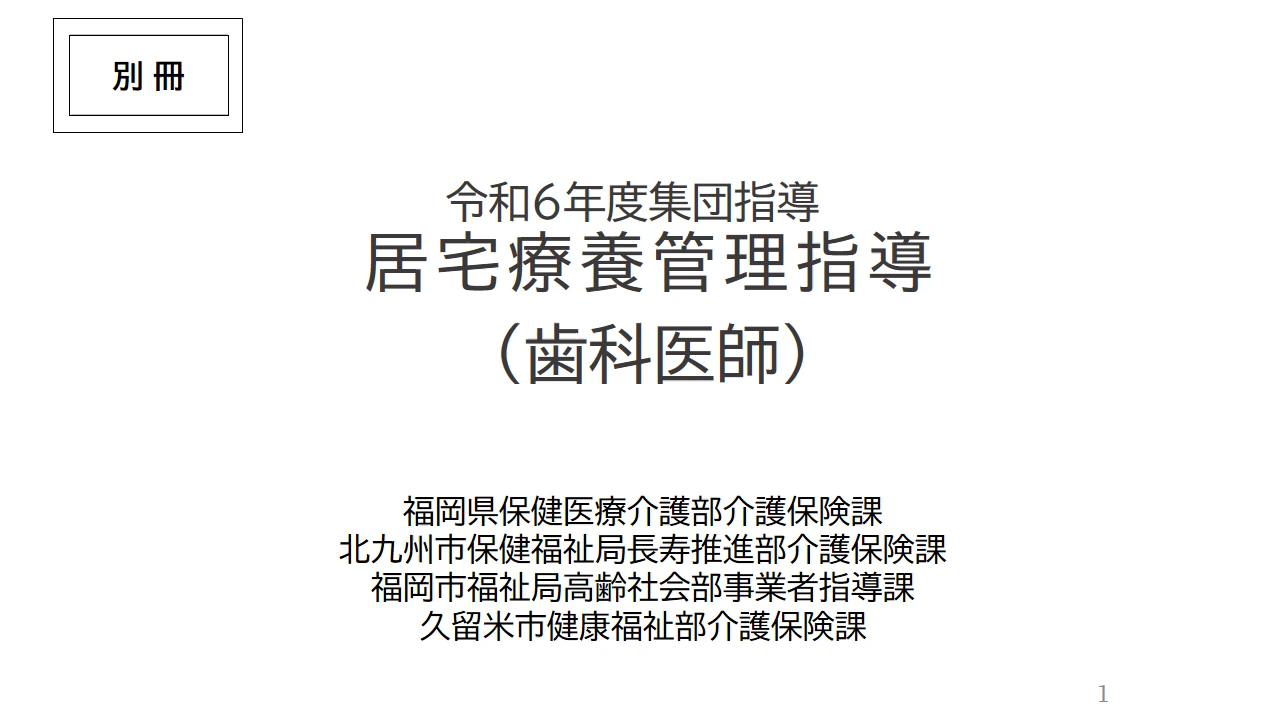 別 冊
令和6年度集団指導
居宅療養管理指導
（歯科医師）
福岡県保健医療介護部介護保険課
北九州市保健福祉局長寿推進部介護保険課
福岡市福祉局高齢社会部事業者指導課
久留米市健康福祉部介護保険課
1